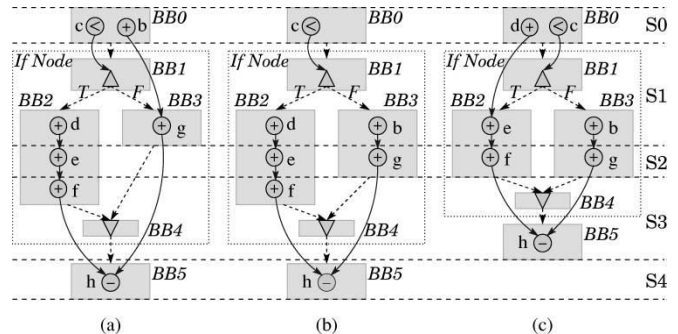 c < + b BB0
If Node
BB1
T F
BB2 BB3
+ d
+ g
+ e
+ f
BB4
h − BB5
(a)
c < BB0
If Node
BB1
T F
BB2 BB3
+ d + b
+ e + g
+ f
BB4
h − BB5
(b)
d + < c BB0
If Node
BB1
T F
BB2 BB3
+ e + b
+ f + g
BB4
h − BB5
(c)
S0
S1
S2
S3
S4